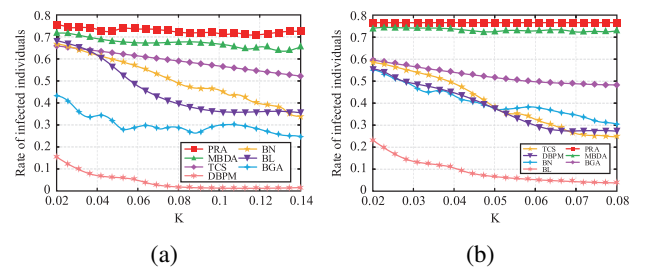 0.8
0.7
0.6
0.5
0.4
0.3
0.2
0.1
0
Rate of infected individuals
PRA BN
MBDA BL
TCS BGA
DBPM
0.02 0.04 0.06 0.08 0.10 0.12 0.14
K
(a)
0.8
0.7
0.6
0.5
0.4
0.3
0.2
0.1
0
Rate of infected individuals
TCS PRA
DBPM MBDA
BN BGA
BL
0.02 0.03 0.04 0.05 0.06 0.07 0.08
K
(b)